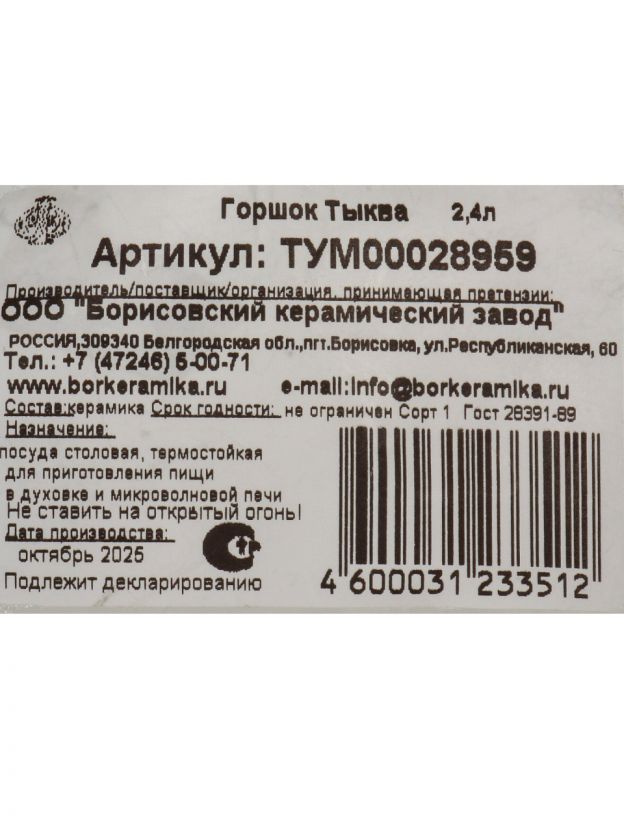 Горшок Тыква 2,4л
Артикул: ТУМ00028959
Производитель/поставщик/организация, принимающая претензии:
ООО "Борисовский керамический завод"
РОССИЯ,309340 Белгородская обл.,пгт.Борисовка, ул.Республиканская, 60
Тел.: +7 (47246) 5-00-71
www.borkeramika.ru e-mail:info@borkeramika.ru
Состав:керамика Срок годности: не ограничен Сорт 1 Гост 28391-89
Назначение:
посуда столовая, термостойкая
для приготовления пищи
в духовке и микроволновой печи
Не ставить на открытый огонь!
Дата производства:
октябрь 2025
Подлежит декларированию
4 600031 233512